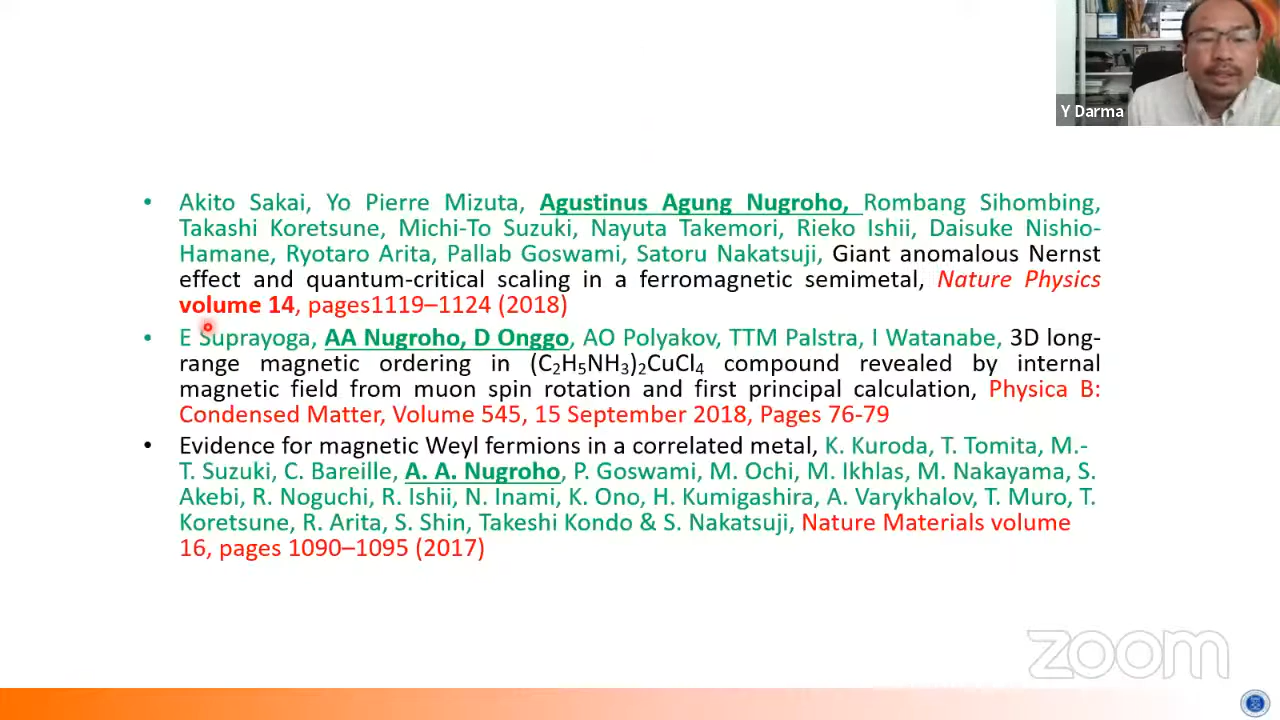 Y Darma
• Akito Sakai, Yo Pierre Mizuta, Agustinus Agung Nugroho, Rombang Sihombing,
Takashi Koretsune, Michi-To Suzuki, Nayuta Takemori, Rieko Ishii, Daisuke Nishio-
Hamane, Ryotaro Arita, Pallab Goswami, Satoru Nakatsuji, Giant anomalous Nernst
effect and quantum-critical scaling in a ferromagnetic semimetal, Nature Physics
volume 14, pages1119–1124 (2018)
• E Suprayoga, AA Nugroho, D Onggo, AO Polyakov, TTM Palstra, I Watanabe, 3D long-
range magnetic ordering in (C₂H₅NH₃)₂CuCl₄ compound revealed by internal
magnetic field from muon spin rotation and first principal calculation, Physica B:
Condensed Matter, Volume 545, 15 September 2018, Pages 76-79
• Evidence for magnetic Weyl fermions in a correlated metal, K. Kuroda, T. Tomita, M.-
T. Suzuki, C. Bareille, A. A. Nugroho, P. Goswami, M. Ochi, M. Ikhlas, M. Nakayama, S.
Akebi, R. Noguchi, R. Ishii, N. Inami, K. Ono, H. Kumigashira, A. Varykhalov, T. Muro, T.
Koretsune, R. Arita, S. Shin, Takeshi Kondo & S. Nakatsuji, Nature Materials volume
16, pages 1090–1095 (2017)
zoom